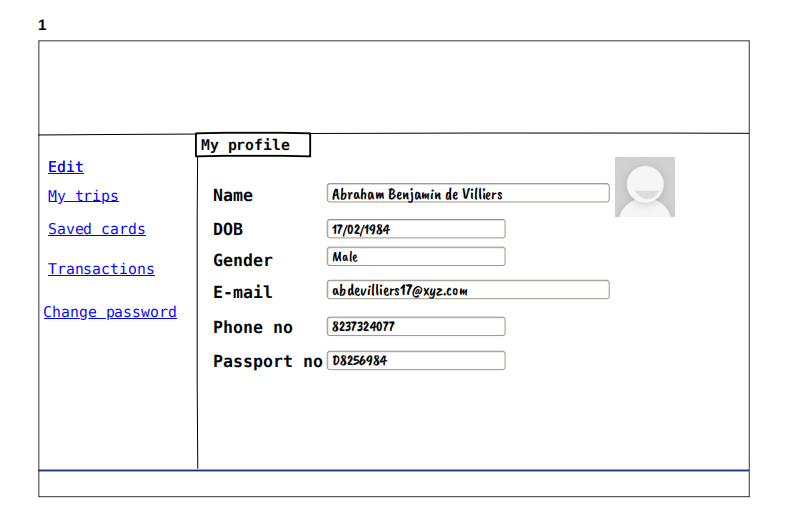 1
My profile
Edit
My trips
Saved cards
Transactions
Change password
Name Abraham Benjamin de Villiers
DOB 17/02/1984
Gender Male
E-mail abdevilliers17@xyz.com
Phone no 8237324077
Passport no D8256984